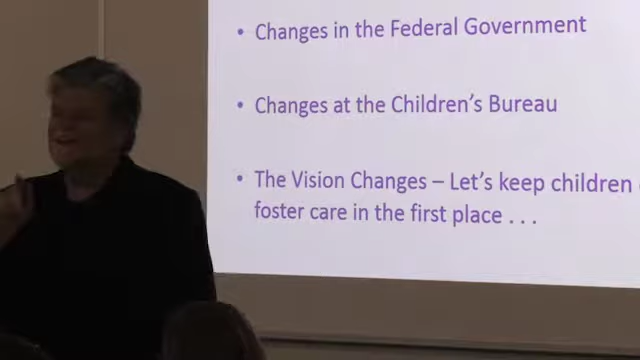 • Changes in the Federal Government
• Changes at the Children's Bureau
• The Vision Changes – Let's keep children
foster care in the first place . . .